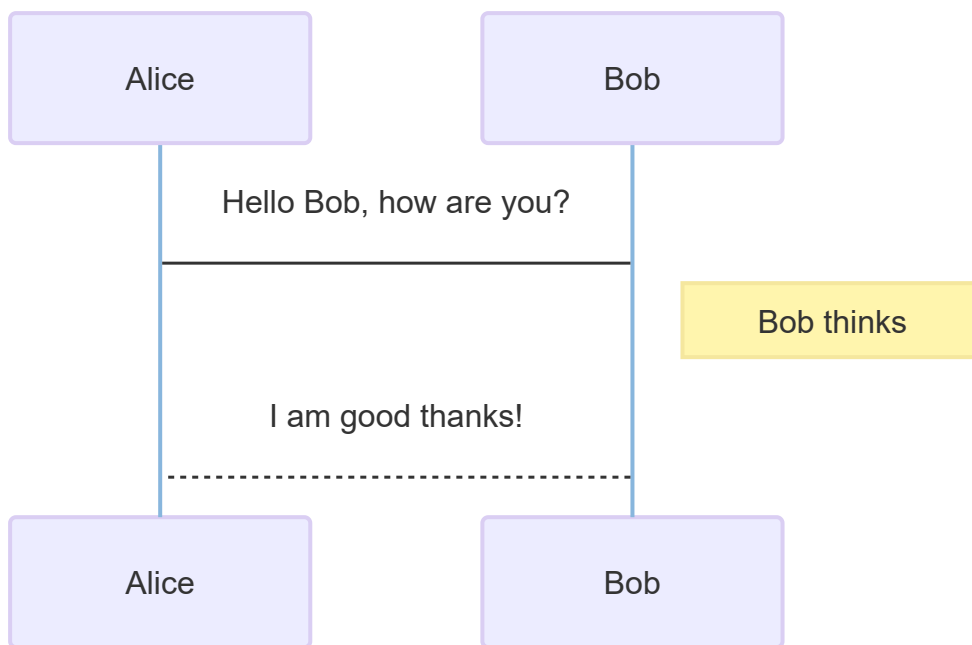 Alice
Bob
Hello Bob, how are you?
Bob thinks
I am good thanks!
Alice
Bob